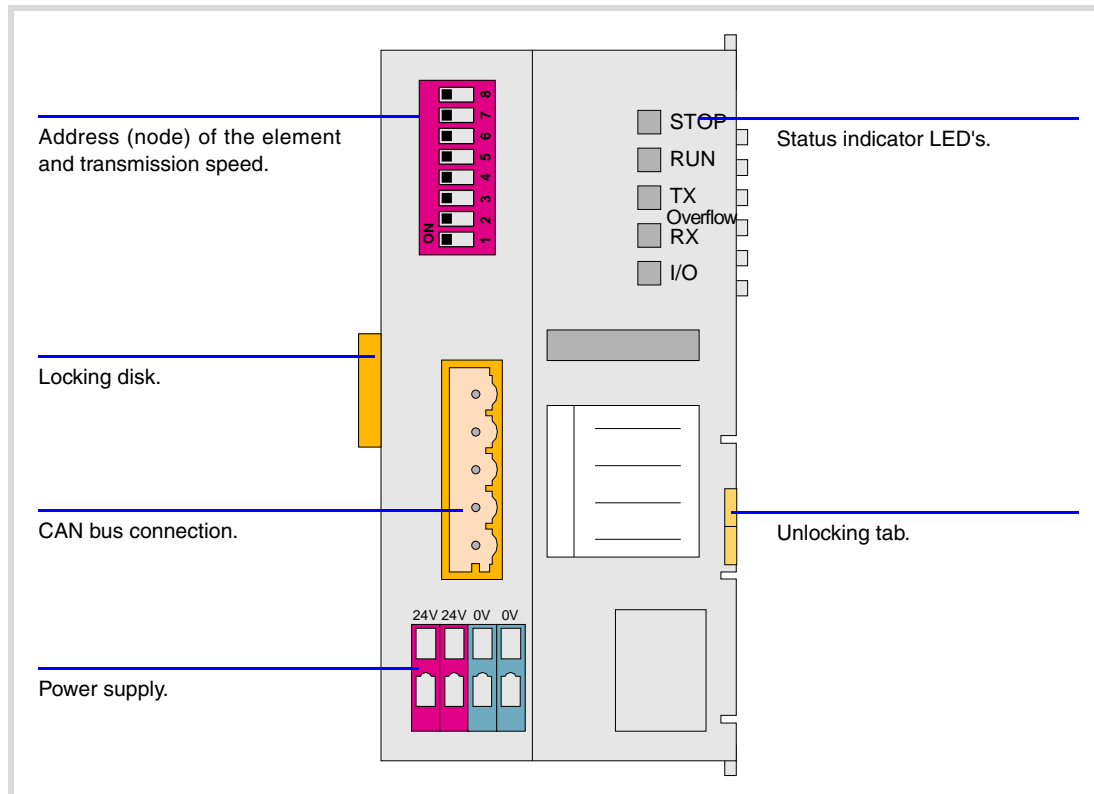 Address (node) of the element
and transmission speed.
8
7
6
5
4
3
2
1
ON
STOP
RUN
TX
Overflow
RX
I/O
Status indicator LED's.
Locking disk.
CAN bus connection.
Unlocking tab.
24V 24V 0V 0V
Power supply.